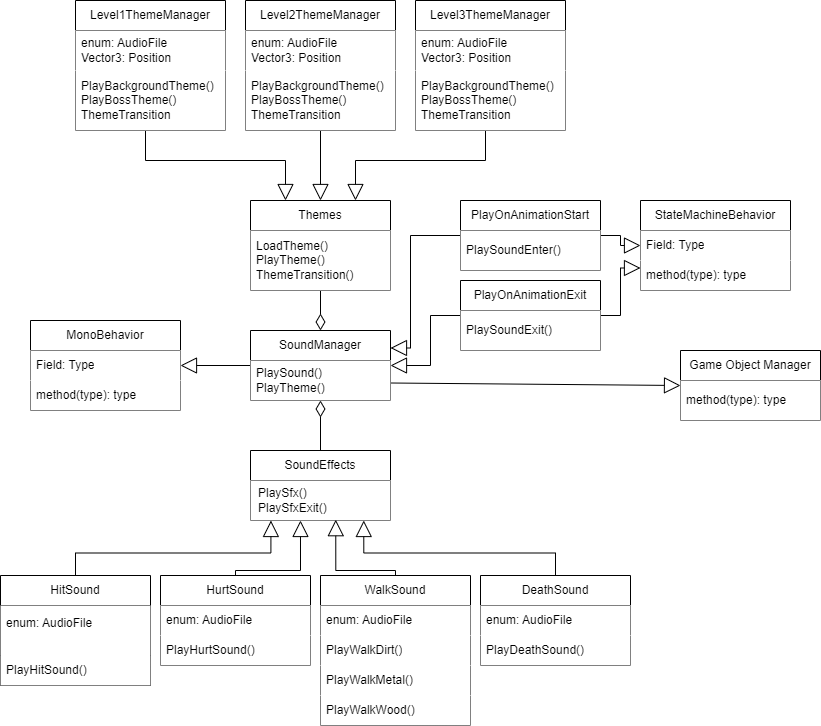 Level1ThemeManager
enum: AudioFile
Vector3: Position
PlayBackgroundTheme()
PlayBossTheme()
ThemeTransition
Level2ThemeManager
enum: AudioFile
Vector3: Position
PlayBackgroundTheme()
PlayBossTheme()
ThemeTransition
Level3ThemeManager
enum: AudioFile
Vector3: Position
PlayBackgroundTheme()
PlayBossTheme()
ThemeTransition
Themes
LoadTheme()
PlayTheme()
ThemeTransition()
PlayOnAnimationStart
PlaySoundEnter()
StateMachineBehavior
Field: Type
method(type): type
PlayOnAnimationExit
PlaySoundExit()
MonoBehavior
Field: Type
method(type): type
SoundManager
PlaySound()
PlayTheme()
Game Object Manager
method(type): type
SoundEffects
PlaySfx()
PlaySfxExit()
HitSound
enum: AudioFile
PlayHitSound()
HurtSound
enum: AudioFile
PlayHurtSound()
WalkSound
enum: AudioFile
PlayWalkDirt()
PlayWalkMetal()
PlayWalkWood()
DeathSound
enum: AudioFile
PlayDeathSound()